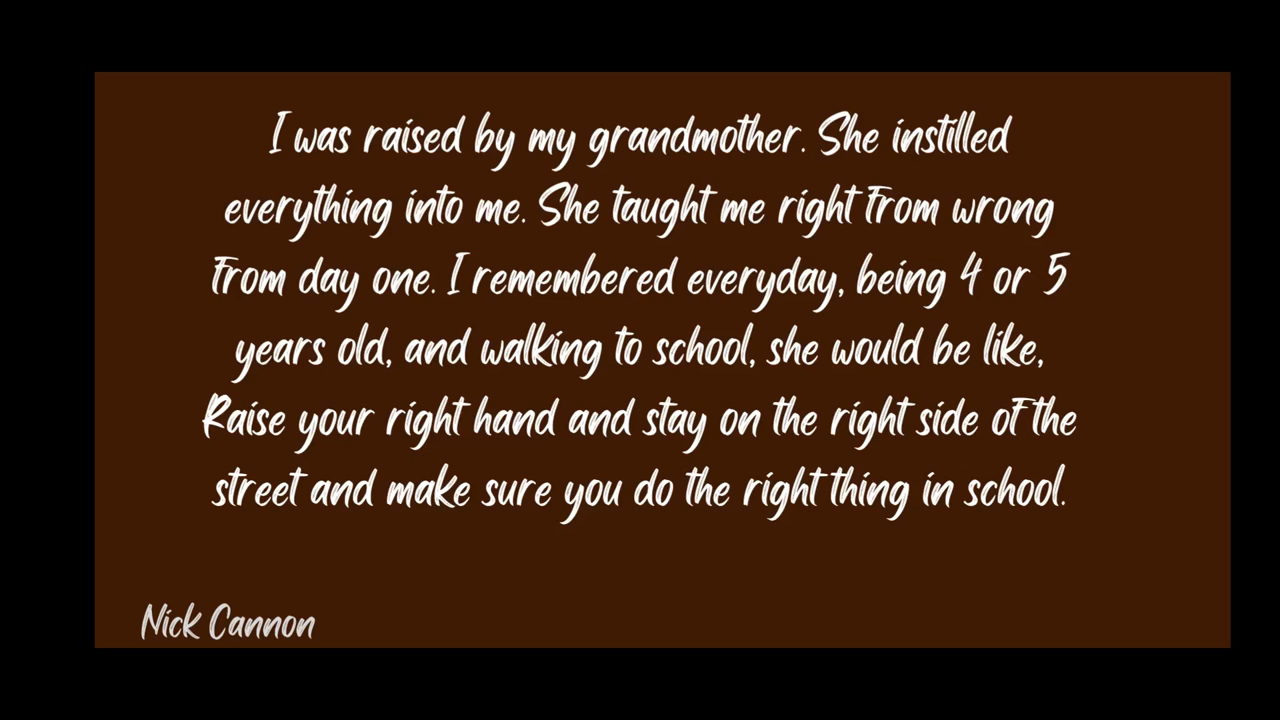 I was raised by my grandmother. She instilled
everything into me. She taught me right from wrong
from day one. I remembered everyday, being 4 or 5
years old, and walking to school, she would be like,
Raise your right hand and stay on the right side of the
street and make sure you do the right thing in school.
Nick Cannon